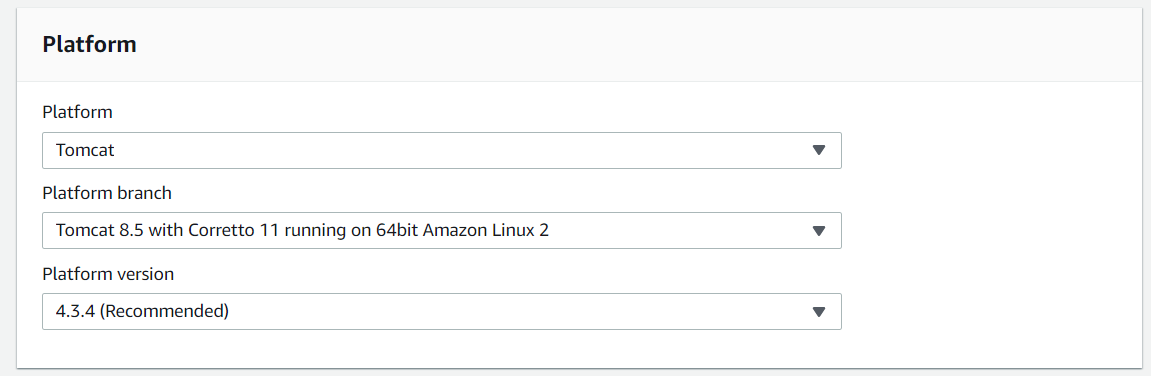 Platform
Platform
Tomcat
Platform branch
Tomcat 8.5 with Corretto 11 running on 64bit Amazon Linux 2
Platform version
4.3.4 (Recommended)